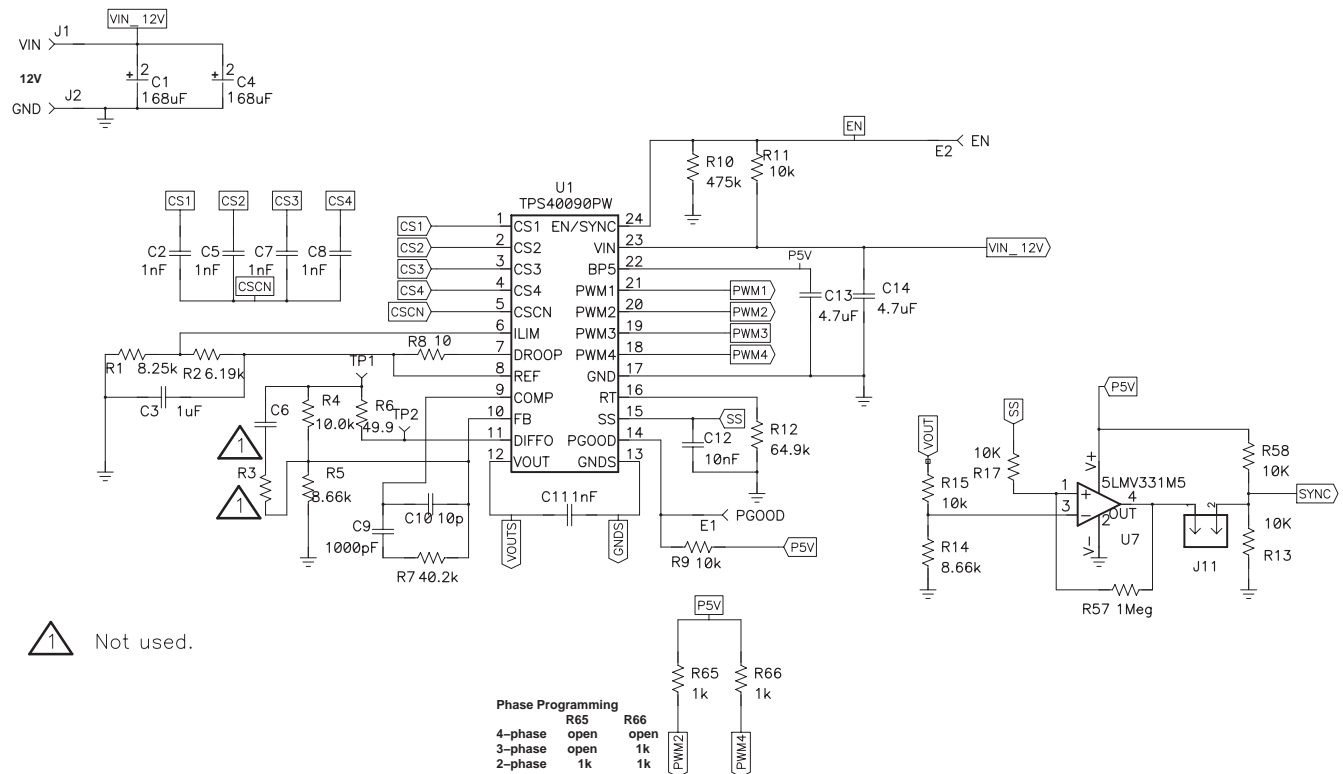 VIN_12V
J1
VIN
2
+
C1
168uF
2
+
C4
168uF
12V
J2
GND
EN
EN
E2
R10
475k
R11
10k
U1
TPS40090PW
CS1
CS2
CS3
CS4
C2
1nF
C5
1nF
C7
1nF
C8
1nF
CSCN
CS1
CS2
CS3
CS4
CSCN
1 CS1 EN/SYNC 24
2 CS2 VIN 23
3 CS3 BP5 22
4 CS4 PWM1 21
5 CSCN PWM2 20
6 ILIM PWM3 19
7 DROOP PWM4 18
8 REF GND 17
9 COMP RT 16
10 FB SS 15
11 DIFFO PGOOD 14
12 VOUT GNDS 13
VIN_12V
P5V
PWM1
PWM2
PWM3
PWM4
C13
4.7uF
C14
4.7uF
R8 10
R1 8.25k
R2 6.19k
C3 1uF
TP1
C6
R4
10.0k
R6
49.9
TP2
1
R3
1
R5
8.66k
C9
1000pF
C10 10p
R7 40.2k
C11 1nF
VOUTS
GNDS
SS
C12
10nF
R12
64.9k
E1
PGOOD
R9 10k
P5V
P5V
VOUT
SS
10K
R17
R15
10k
R14
8.66k
V+
5 LMV331M5
1
+
3
−
4
OUT
2
V−
U7
R58
10K
SYNC
1
2
J11
10K
R13
R57 1Meg
1 Not used.
P5V
R65
1k
R66
1k
PWM2
PWM4
Phase Programming
R65 R66
4−phase open open
3−phase open 1k
2−phase 1k 1k